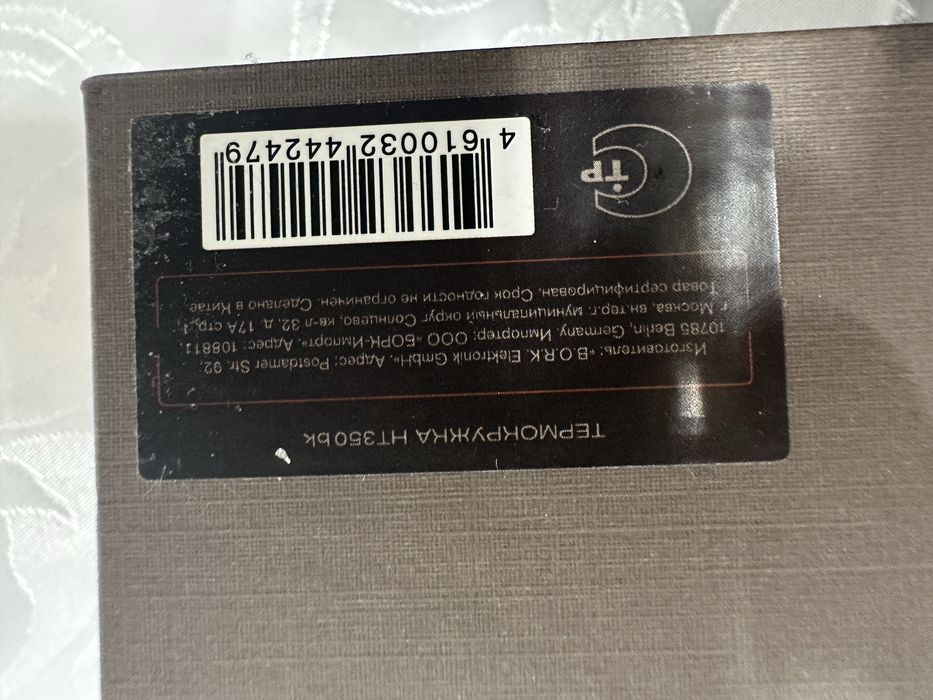 ТЕРМОКРУЖКА HT350bk
Изготовитель: «B.O.R.K. Elektronik GmbH», Адрес: Postdamer Str. 92,
10785 Berlin, Germany. Импортер: ООО «БОРК-Импорт». Адрес: 108811,
г Москва, вн.тер.г. муниципальный округ Солнцево, кв-л 32, д. 17А стр.1
Товар сертифицирован. Срок годности не ограничен. Сделано в Китае
4 610032 442479
СТР